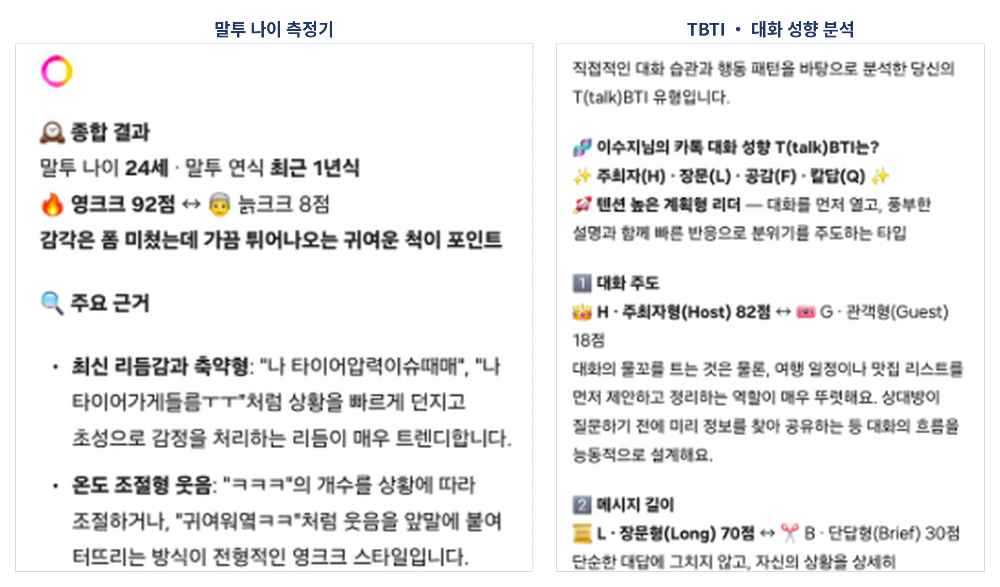 말투 나이 측정기
🕰️ 종합 결과
말투 나이 24세 · 말투 연식 최근 1년식
🔥 영크크 92점 ↔ 👵 늙크크 8점
감각은 폼 미쳤는데 가끔 튀어나오는 귀여운 척이 포인트
🔍 주요 근거
• 최신 리듬감과 축약형: "나 타이어압력이슈때매", "나
타이어가게들름ㅜㅜ"처럼 상황을 빠르게 던지고
초성으로 감정을 처리하는 리듬이 매우 트렌디합니다.
• 온도 조절형 웃음: "ㅋㅋㅋ"의 개수를 상황에 따라
조절하거나, "귀여워옄ㅋㅋ"처럼 웃음을 앞말에 붙여
터뜨리는 방식이 전형적인 영크크 스타일입니다.
TBTI • 대화 성향 분석
직접적인 대화 습관과 행동 패턴을 바탕으로 분석한 당신의
T(talk)BTI 유형입니다.
🧬 이수지님의 카톡 대화 성향 T(talk)BTI는?
✨ 주최자(H) · 장문(L) · 공감(F) · 칼답(Q) ✨
🚀 텐션 높은 계획형 리더 — 대화를 먼저 열고, 풍부한
설명과 함께 빠른 반응으로 분위기를 주도하는 타입
1️⃣ 대화 주도
👑 H · 주최자형(Host) 82점 ↔ 🎟️ G · 관객형(Guest)
18점
대화의 물꼬를 트는 것은 물론, 여행 일정이나 맛집 리스트를
먼저 제안하고 정리하는 역할이 매우 뚜렷해요. 상대방이
질문하기 전에 미리 정보를 찾아 공유하는 등 대화의 흐름을
능동적으로 설계해요.
2️⃣ 메시지 길이
📜 L · 장문형(Long) 70점 ↔ ✂️ B · 단답형(Brief) 30점
단순한 대답에 그치지 않고, 자신의 상황을 상세히